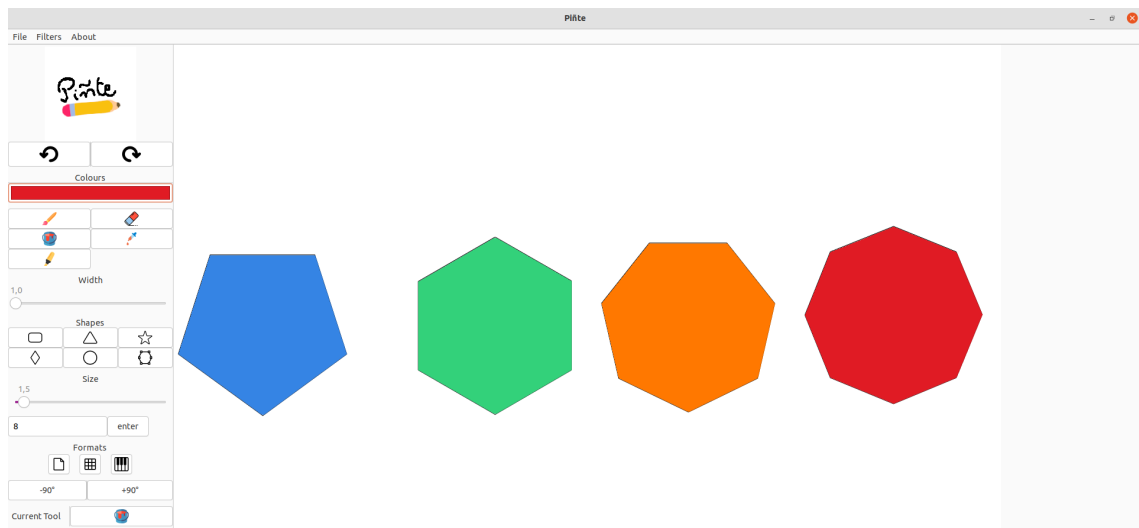 Piñte
File Filters About
Piñte
Colours
Width
1,0
Shapes
Size
1,5
8 enter
Formats
-90° +90°
Current Tool